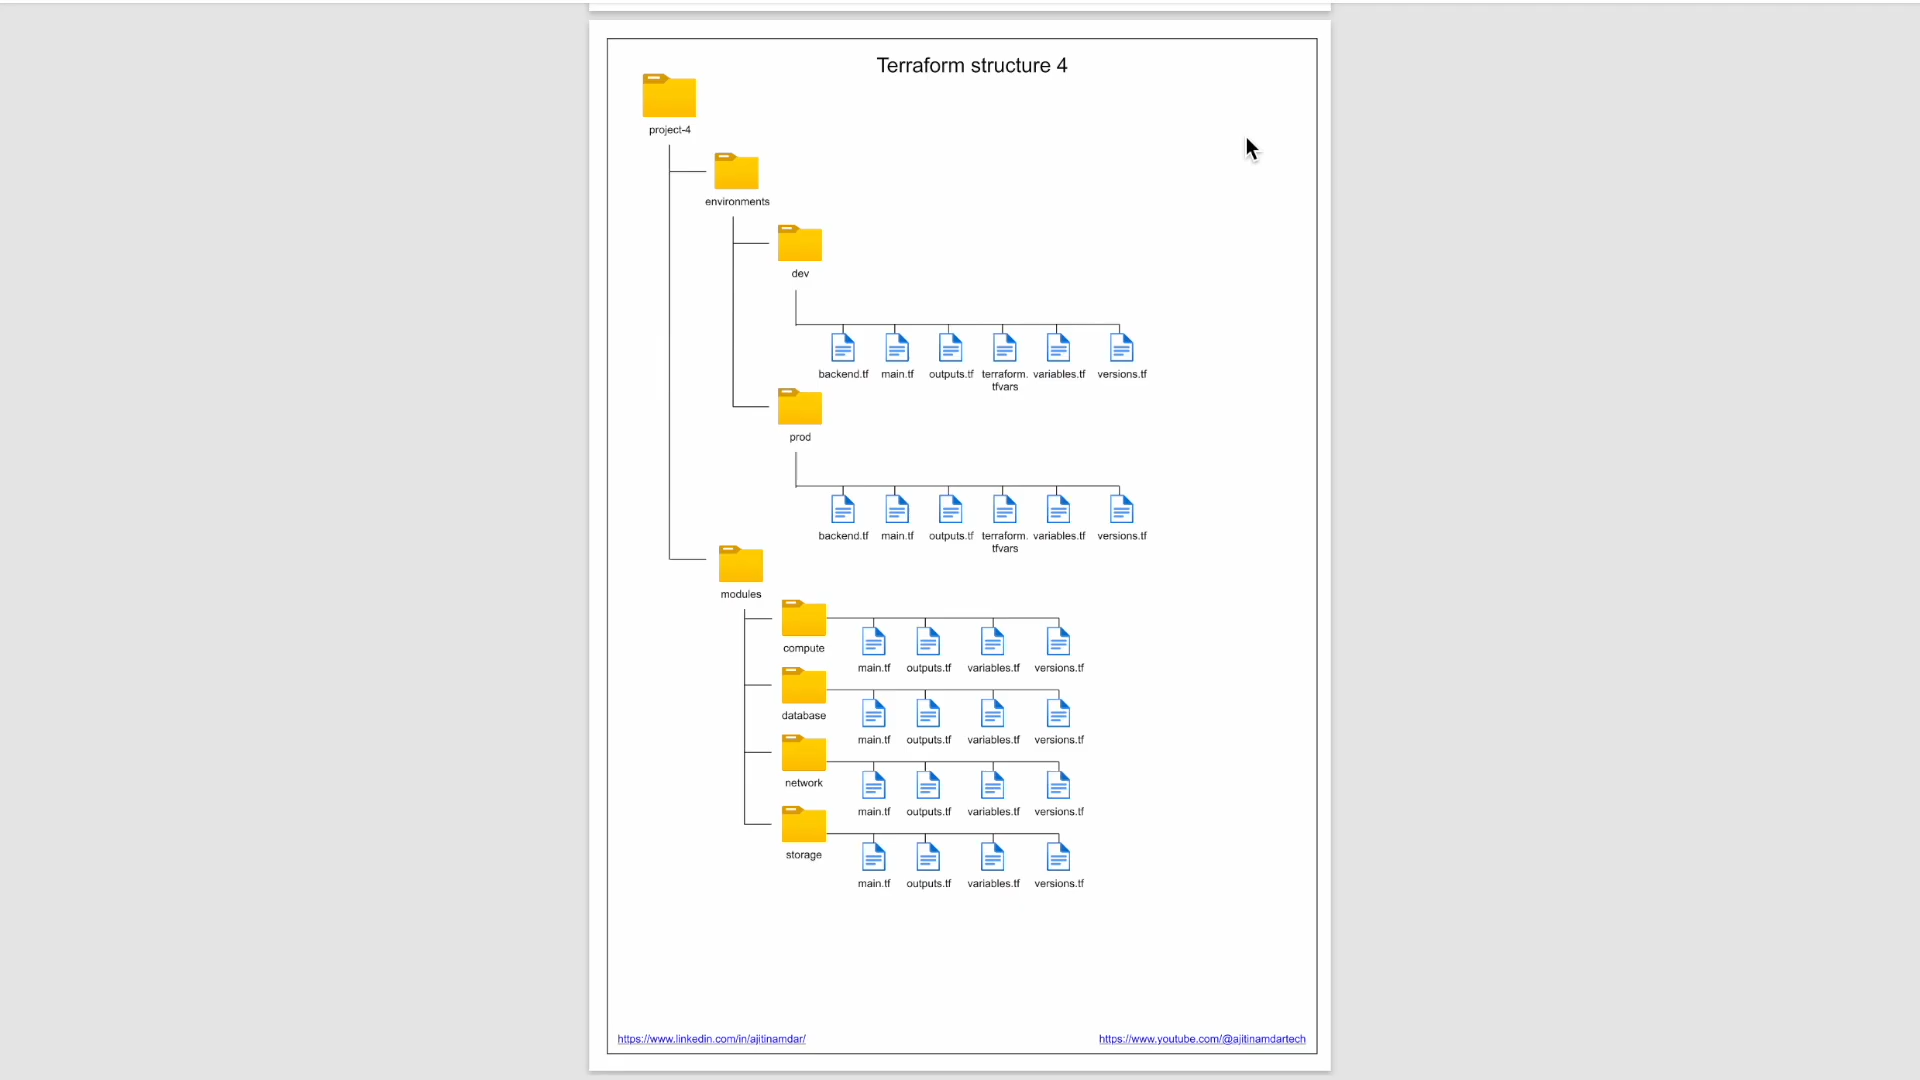 Terraform structure 4
project-4
environments
dev
backend.tf main.tf outputs.tf terraform. variables.tf versions.tf
tfvars
prod
backend.tf main.tf outputs.tf terraform. variables.tf versions.tf
tfvars
modules
compute
main.tf outputs.tf variables.tf versions.tf
database
main.tf outputs.tf variables.tf versions.tf
network
main.tf outputs.tf variables.tf versions.tf
storage
main.tf outputs.tf variables.tf versions.tf
https://www.linkedin.com/in/ajitinamdar/ https://www.youtube.com/@ajitinamdartech